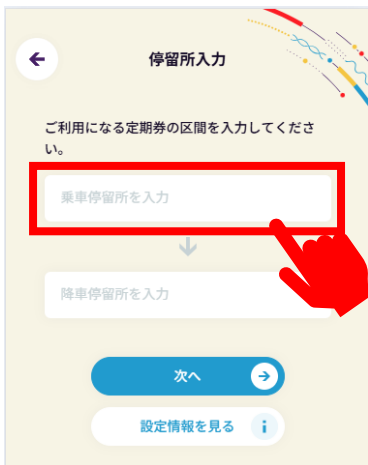 停留所入力
ご利用になる定期券の区間を入力してくださ
い。
乗車停留所を入力
降車停留所を入力
次へ
設定情報を見る i